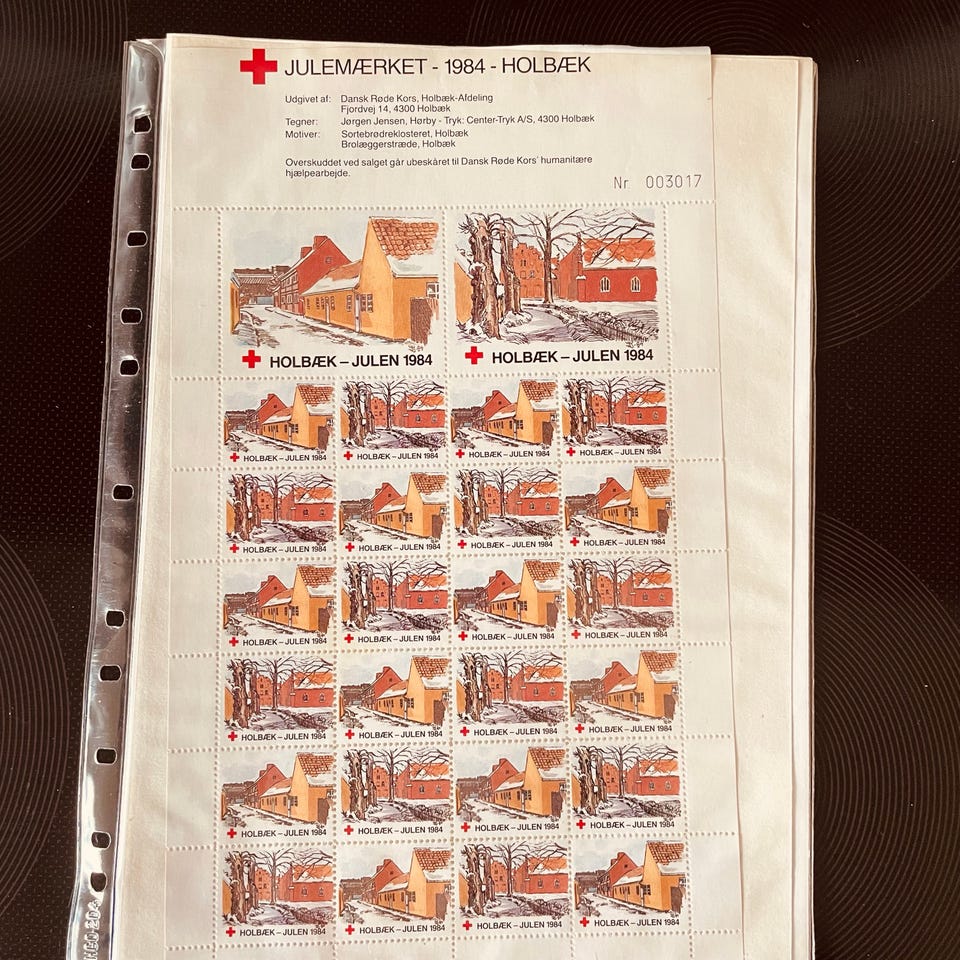 JULEMÆRKET - 1984 - HOLBÆK
Udgivet af: Dansk Røde Kors, Holbæk-Afdeling
Fjordvej 14, 4300 Holbæk
Tegner: Jørgen Jensen, Hørby - Tryk: Center-Tryk A/S, 4300 Holbæk
Motiver: Sortebrødreklosteret, Holbæk
Brolæggerstræde, Holbæk
Overskuddet ved salget går ubeskåret til Dansk Røde Kors' humanitære
hjælpearbejde.
Nr 003017
HOLBÆK – JULEN 1984 HOLBÆK – JULEN 1984
HOLBÆK – JULEN 1984 HOLBÆK – JULEN 1984 HOLBÆK – JULEN 1984 HOLBÆK – JULEN 1984
HOLBÆK – JULEN 1984 HOLBÆK – JULEN 1984 HOLBÆK – JULEN 1984 HOLBÆK – JULEN 1984
HOLBÆK – JULEN 1984 HOLBÆK – JULEN 1984 HOLBÆK – JULEN 1984 HOLBÆK – JULEN 1984
HOLBÆK – JULEN 1984 HOLBÆK – JULEN 1984 HOLBÆK – JULEN 1984 HOLBÆK – JULEN 1984
HOLBÆK – JULEN 1984 HOLBÆK – JULEN 1984 HOLBÆK – JULEN 1984 HOLBÆK – JULEN 1984
HOLBÆK – JULEN 1984 HOLBÆK – JULEN 1984 HOLBÆK – JULEN 1984 HOLBÆK – JULEN 1984